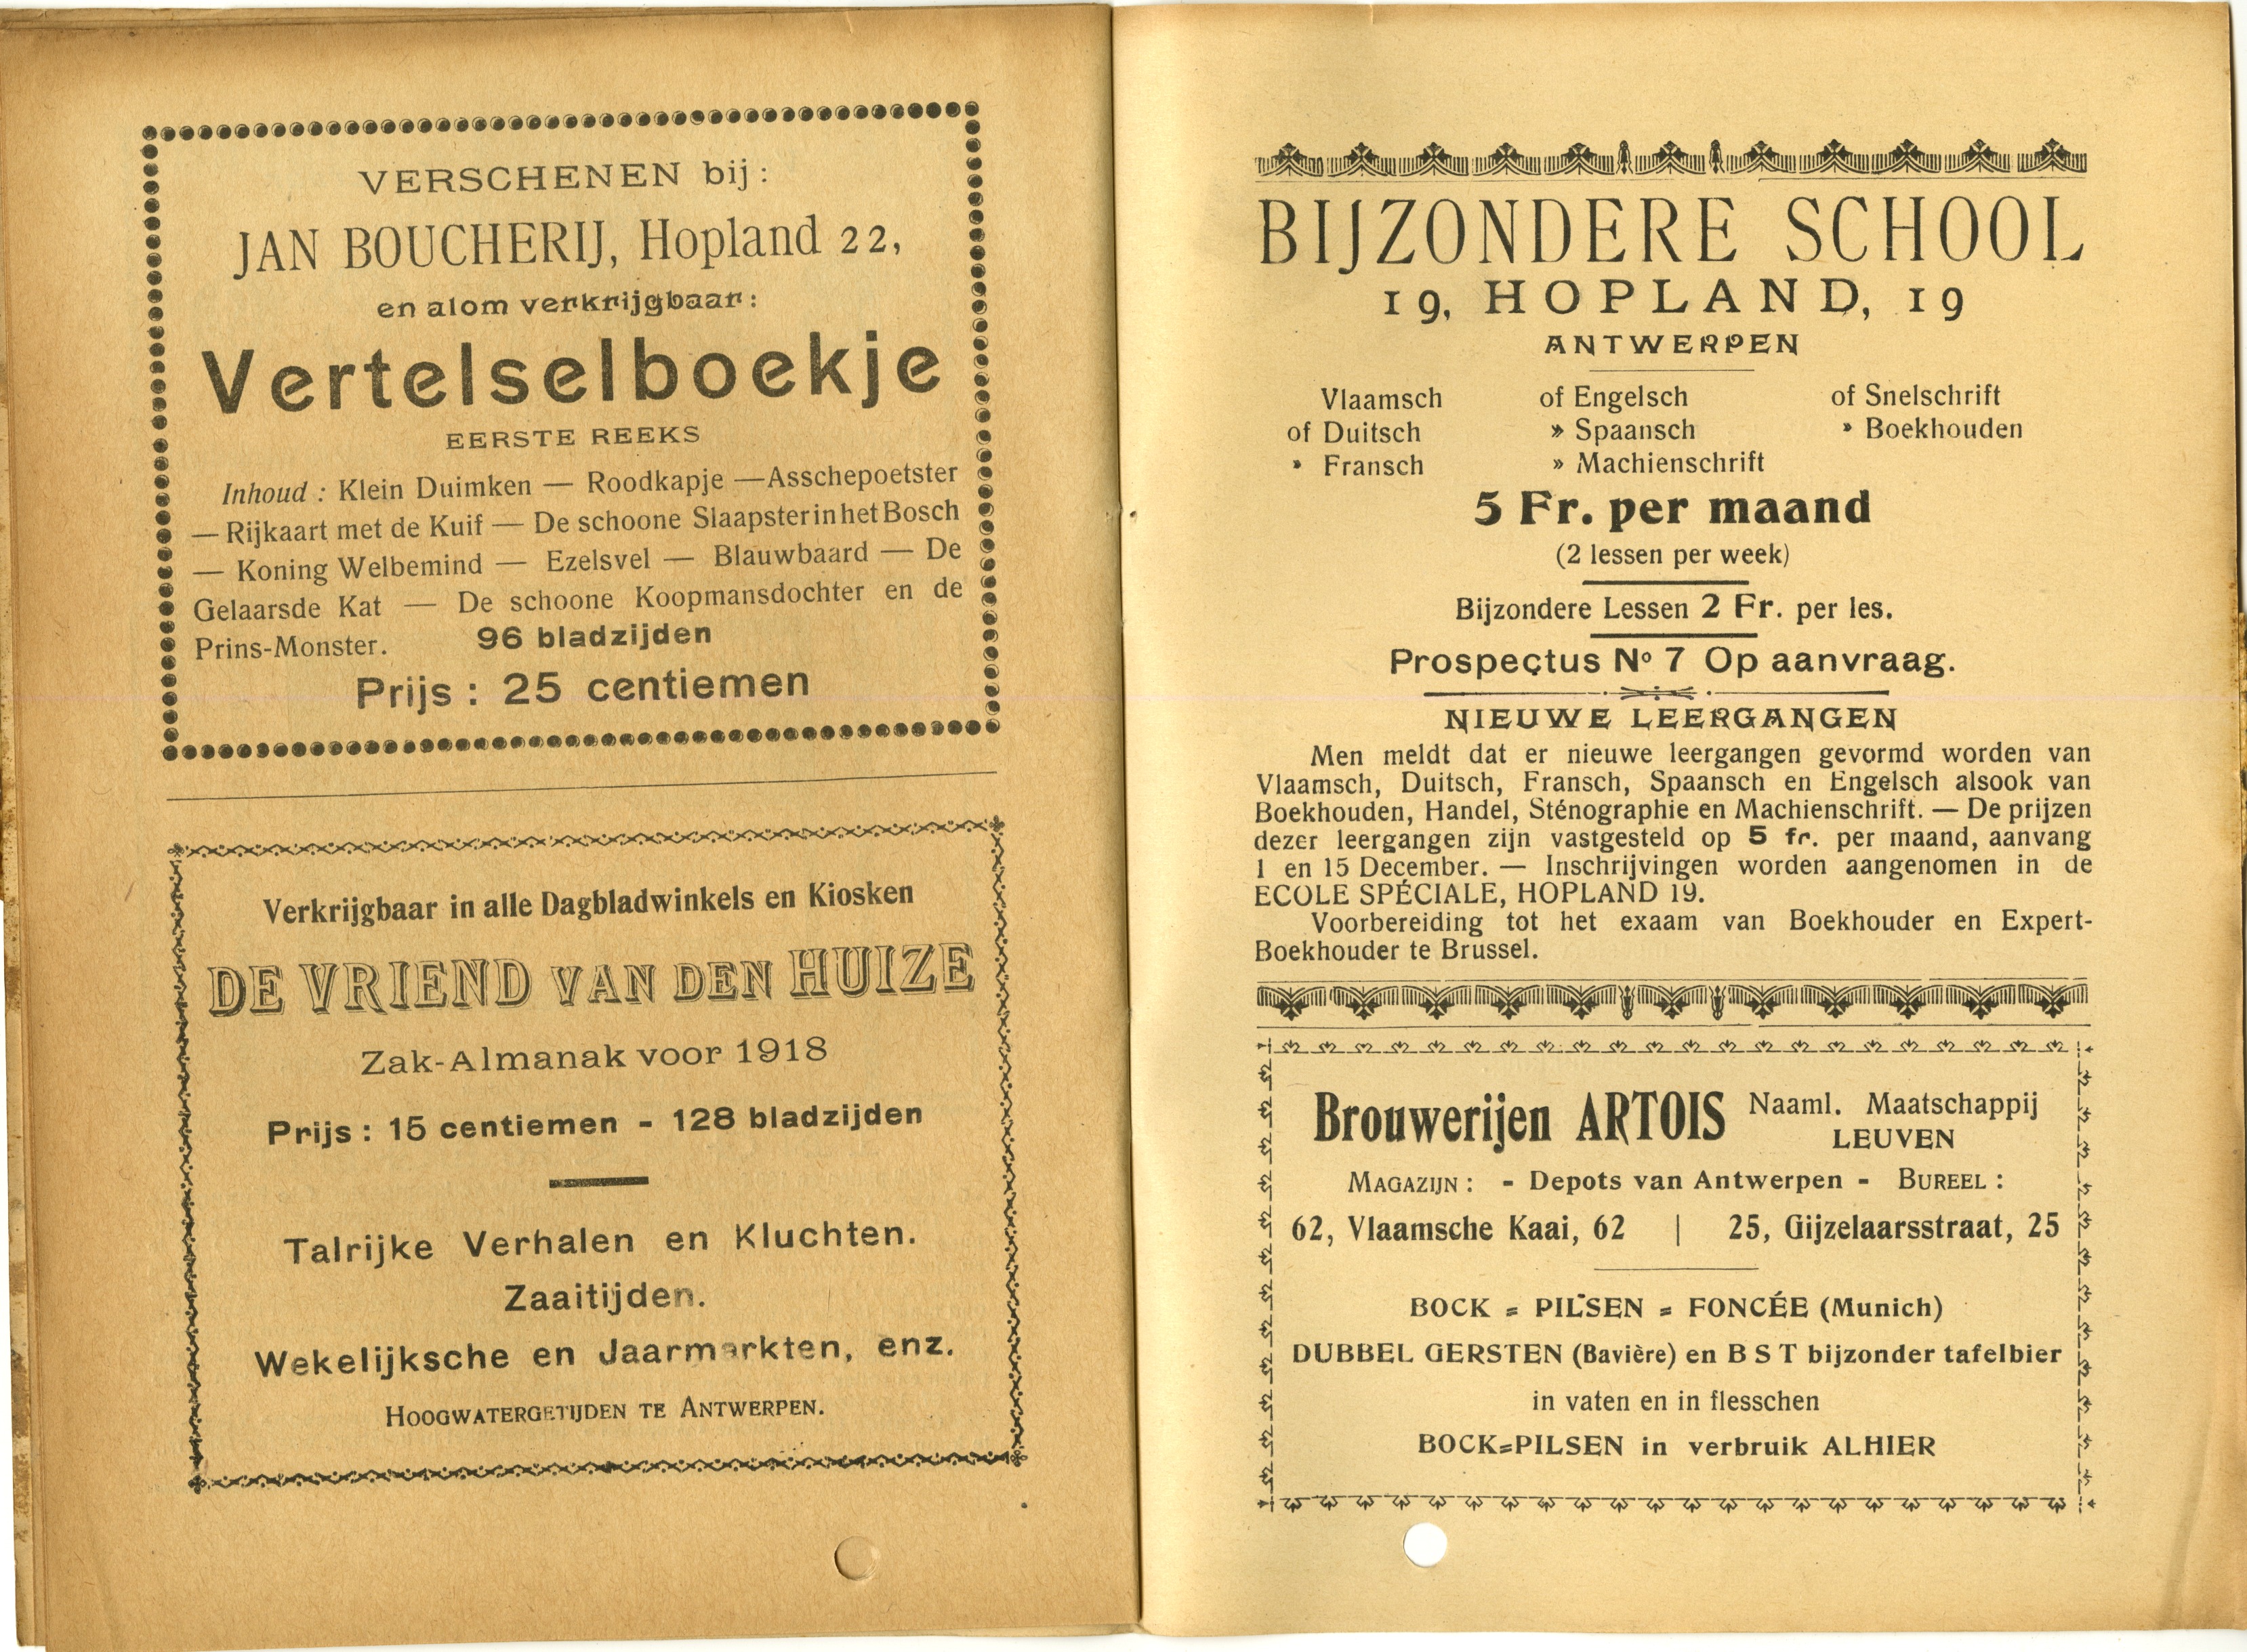 VERSCHENEN bij :
JAN BOUCHERIJ, Hopland 22,
en alom verkrijgbaar :
Vertelselboekje
EERSTE REEKS
Inhoud : Klein Duimken — Roodkapje —Asschepoetster
— Rijkaart met de Kuif — De schoone Slaapster in het Bosch
— Koning Welbemind — Ezelsvel — Blauwbaard — De
Gelaarsde Kat — De schoone Koopmansdochter en de
Prins-Monster. 96 bladzijden
Prijs : 25 centiemen
Verkrijgbaar in alle Dagbladwinkels en Kiosken
DE VRIEND VAN DEN HUIZE
Zak-Almanak voor 1918
Prijs : 15 centiemen - 128 bladzijden
Talrijke Verhalen en Kluchten.
Zaaitijden.
Wekelijksche en Jaarmarkten, enz.
HOOGWATERGETIJDEN TE ANTWERPEN.
BIJZONDERE SCHOOL
19, HOPLAND, 19
ANTWERPEN
Vlaamsch of Engelsch of Snelschrift
of Duitsch » Spaansch » Boekhouden
» Fransch » Machienschrift
5 Fr. per maand
(2 lessen per week)
Bijzondere Lessen 2 Fr. per les.
Prospectus Nº 7 Op aanvraag.
NIEUWE LEERGANGEN
Men meldt dat er nieuwe leergangen gevormd worden van
Vlaamsch, Duitsch, Fransch, Spaansch en Engelsch alsook van
Boekhouden, Handel, Sténographie en Machienschrift. — De prijzen
dezer leergangen zijn vastgesteld op 5 fr. per maand, aanvang
1 en 15 December. — Inschrijvingen worden aangenomen in de
ECOLE SPÉCIALE, HOPLAND 19.
Voorbereiding tot het exaam van Boekhouder en Expert-
Boekhouder te Brussel.
Brouwerijen ARTOIS Naaml. Maatschappij
LEUVEN
MAGAZIJN : - Depots van Antwerpen - BUREEL :
62, Vlaamsche Kaai, 62 | 25, Gijzelaarsstraat, 25
BOCK = PILSEN = FONCÉE (Munich)
DUBBEL GERSTEN (Bavière) en B S T bijzonder tafelbier
in vaten en in flesschen
BOCK=PILSEN in verbruik ALHIER